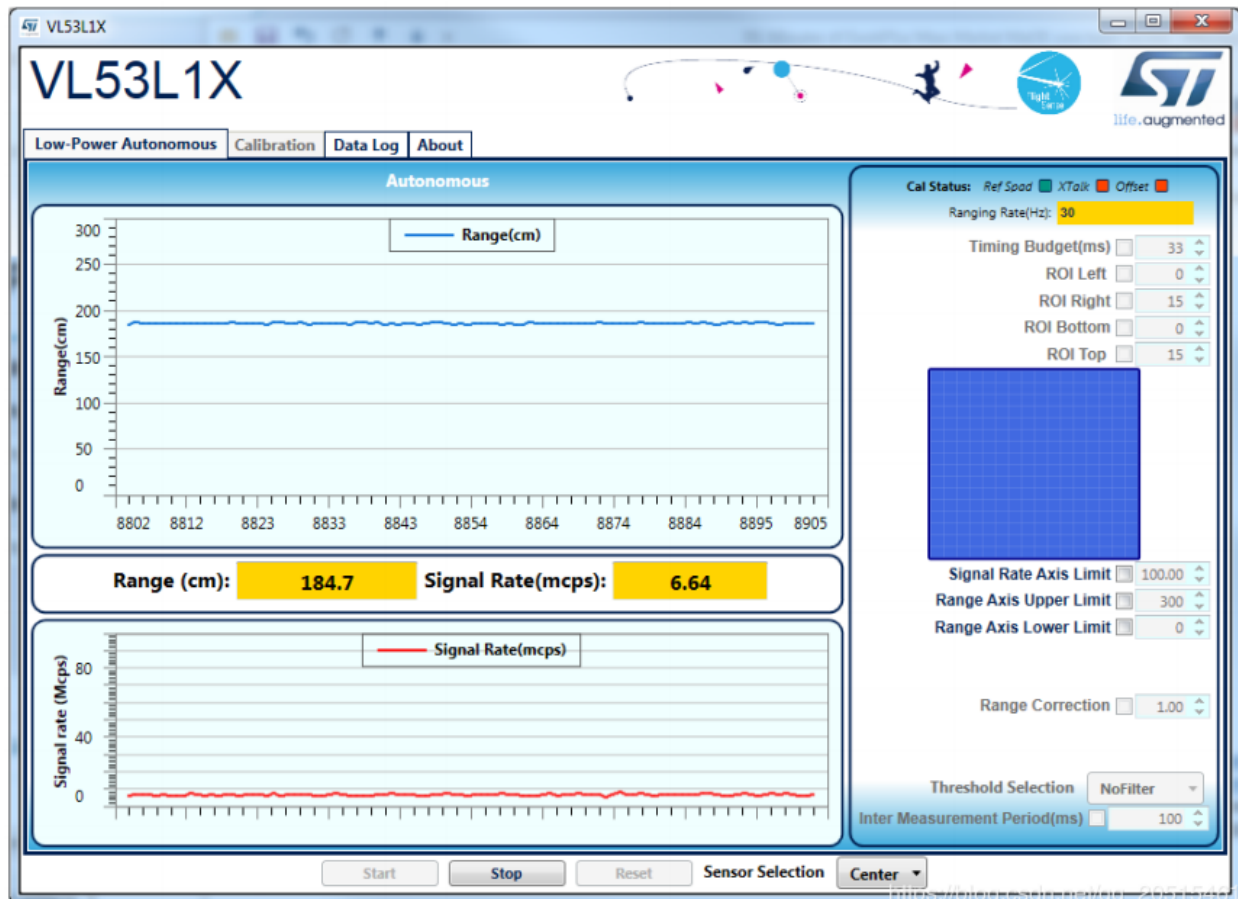 VL53L1X
VL53L1X
Flight Sense
life.augmented
Low-Power Autonomous Calibration Data Log About
Autonomous
Cal Status: Ref Spad XTalk Offset
Ranging Rate(Hz): 30
Range(cm)
Range(cm)
300
250
200
150
100
50
0
8802 8812 8823 8833 8843 8854 8864 8874 8884 8895 8905
Timing Budget(ms) 33
ROI Left 0
ROI Right 15
ROI Bottom 0
ROI Top 15
Range (cm): 184.7 Signal Rate(mcps): 6.64
Signal Rate Axis Limit 100.00
Range Axis Upper Limit 300
Range Axis Lower Limit 0
Signal Rate(mcps)
Signal rate (Mcps)
80
40
0
Range Correction 1.00
Threshold Selection NoFilter
Inter Measurement Period(ms) 100
Start Stop Reset Sensor Selection Center